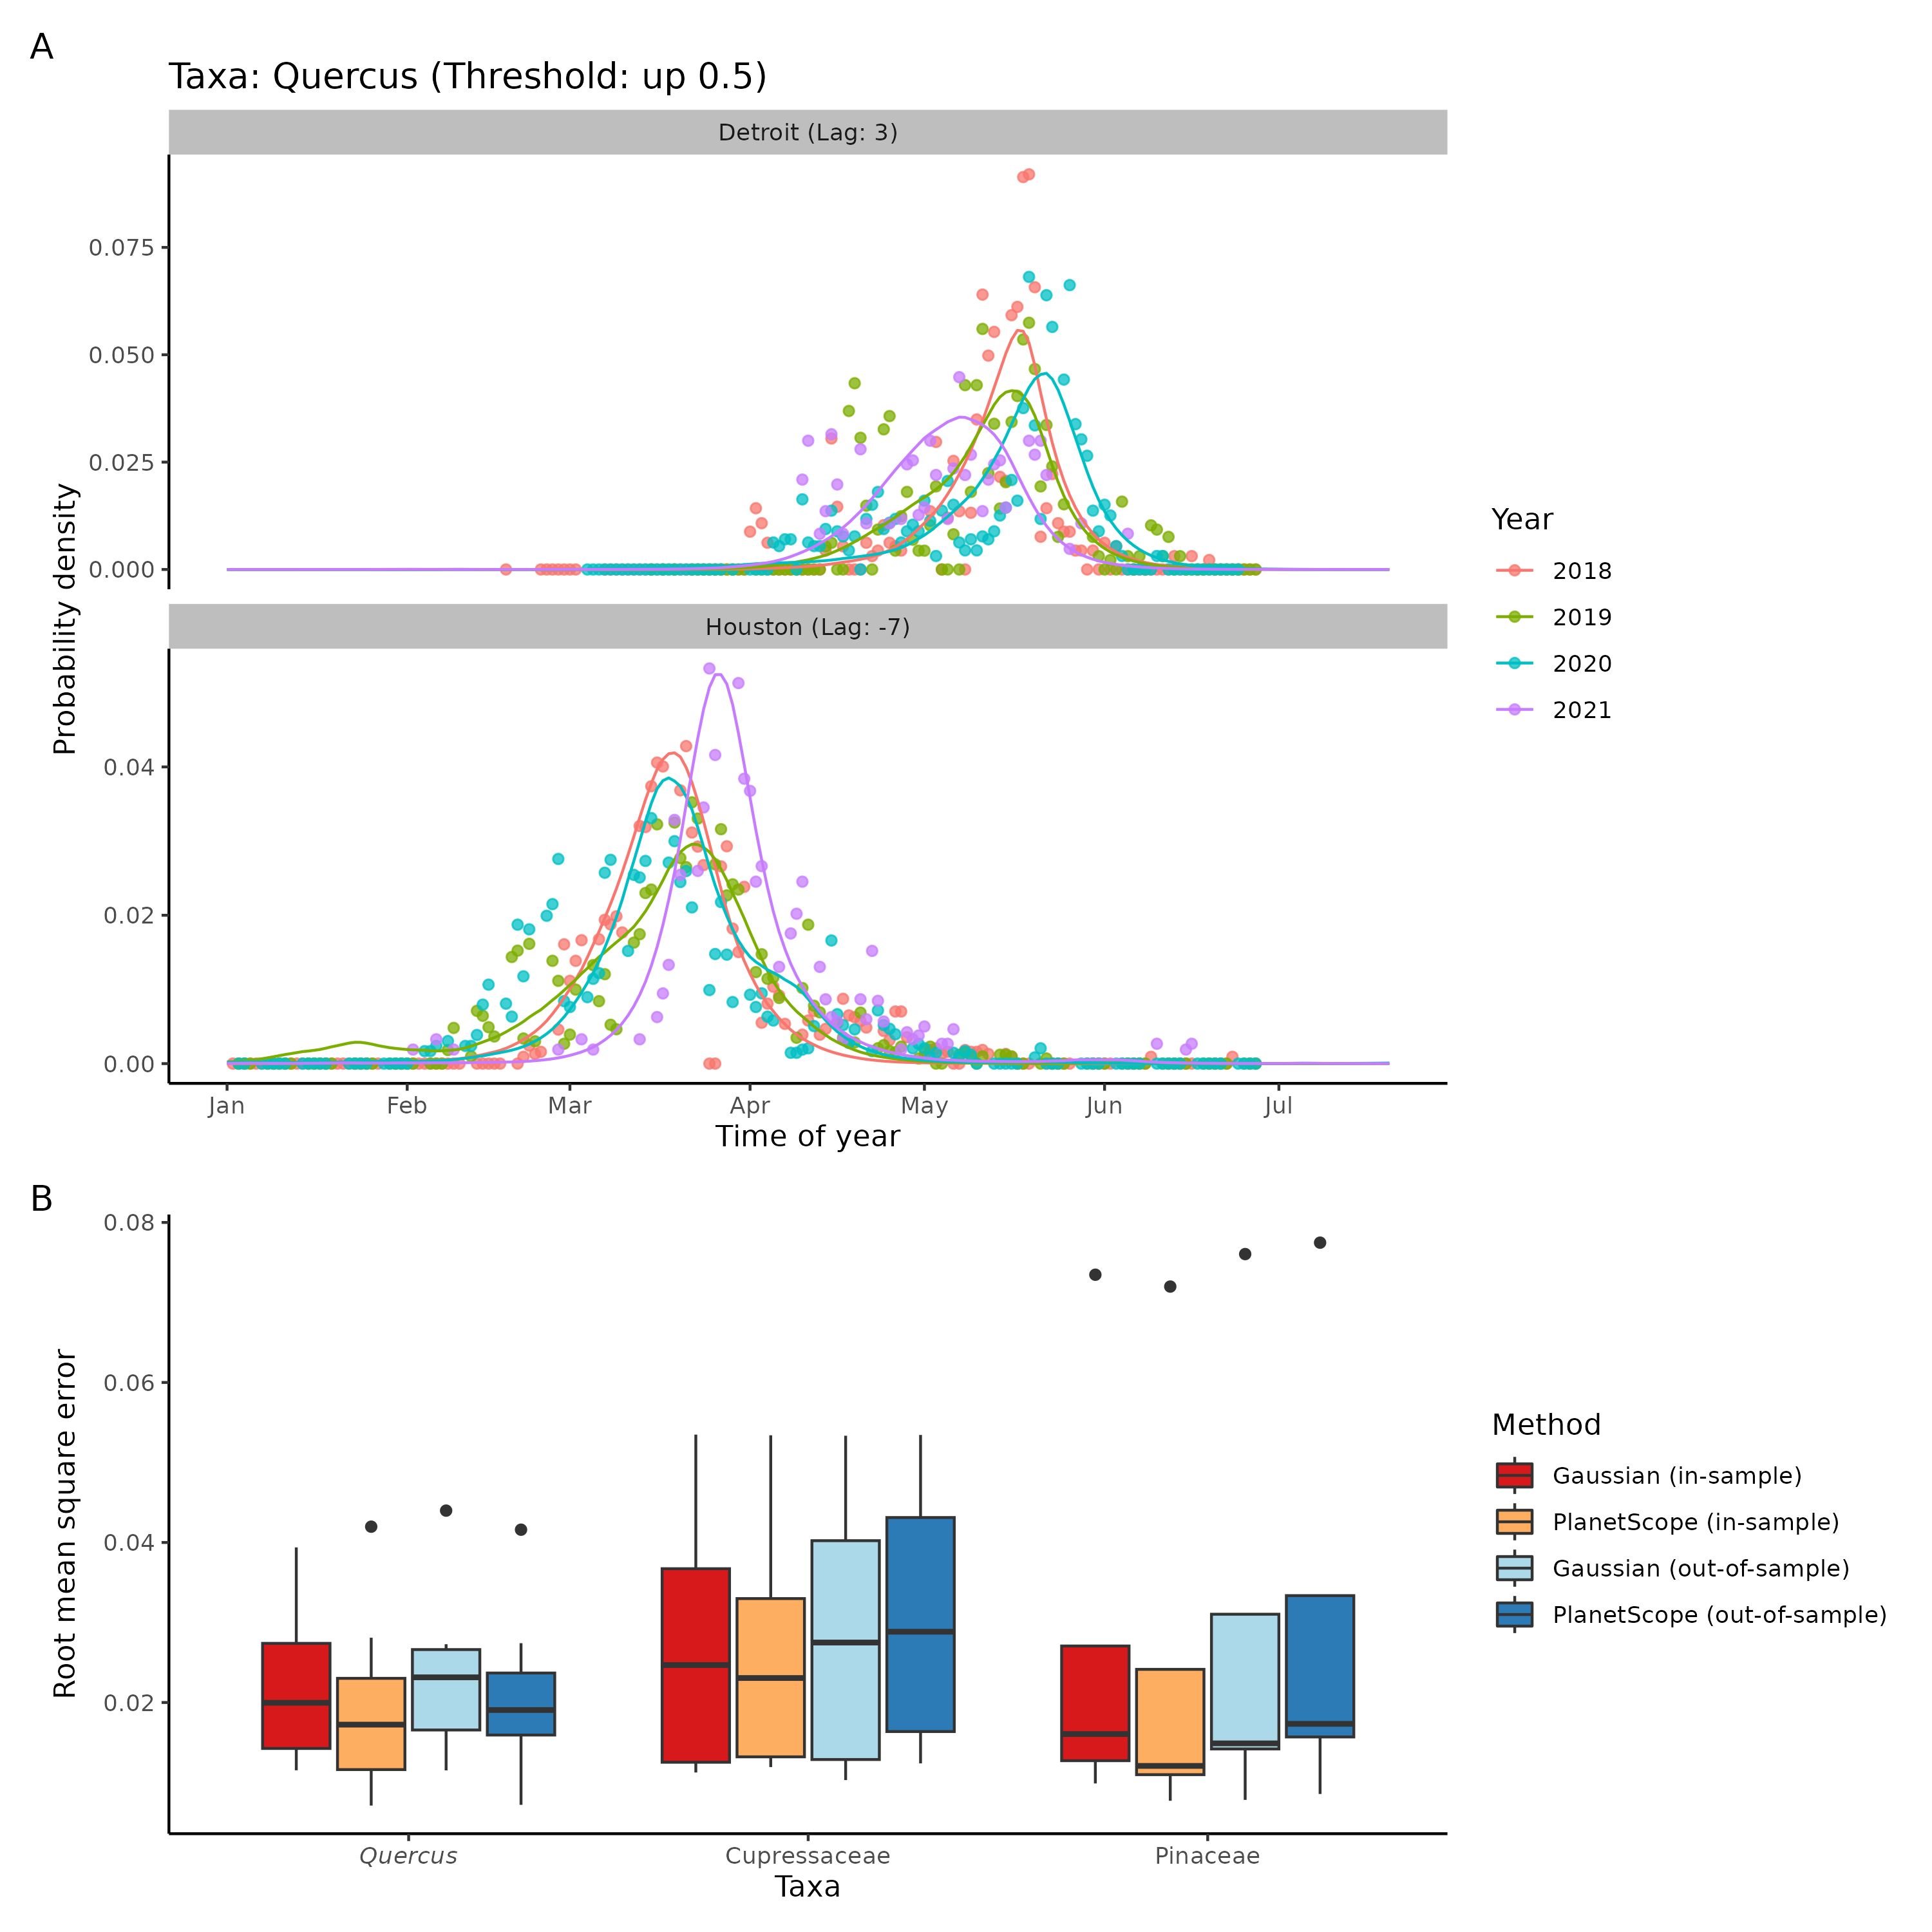 A
Taxa: Quercus (Threshold: up 0.5)
Detroit (Lag: 3)
0.075
0.050
0.025
0.000
Probability density
Houston (Lag: -7)
0.04
0.02
0.00
Jan Feb Mar Apr May Jun Jul
Time of year
Year
2018
2019
2020
2021
B
0.08
0.06
0.04
0.02
Root mean square error
Quercus Cupressaceae Pinaceae
Taxa
Method
Gaussian (in-sample)
PlanetScope (in-sample)
Gaussian (out-of-sample)
PlanetScope (out-of-sample)